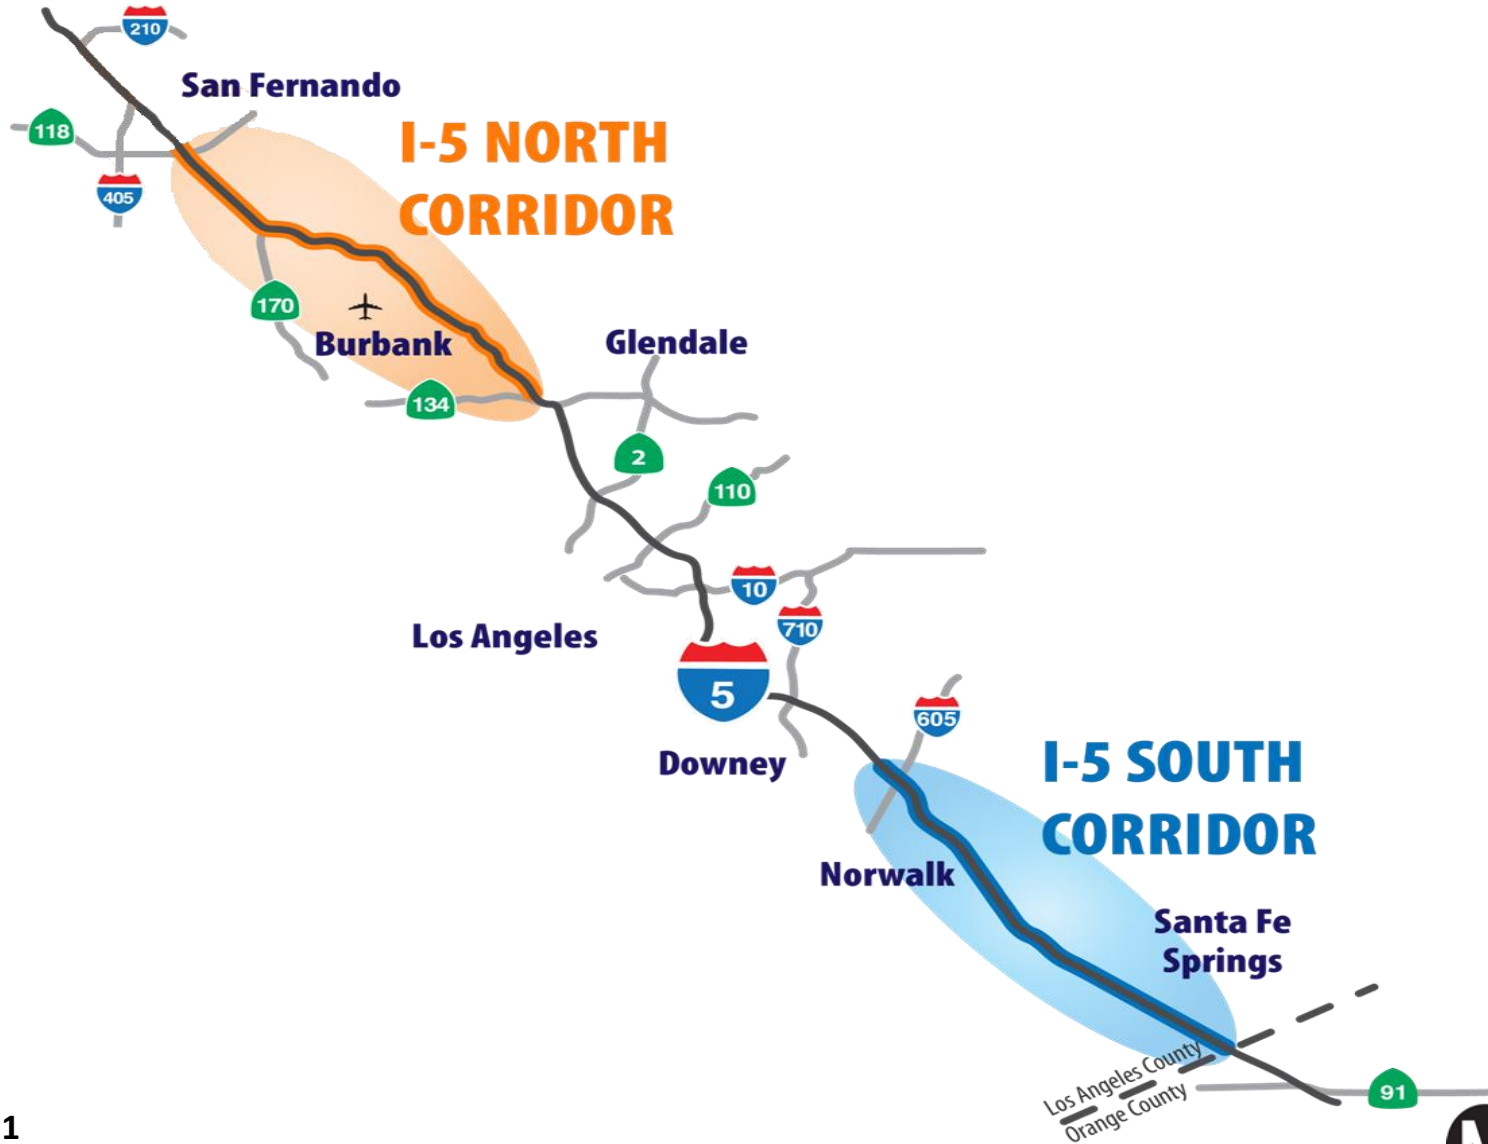 210
San Fernando
118
I-5 NORTH
CORRIDOR
405
170
Burbank
Glendale
134
2
110
10
710
Los Angeles
5
605
Downey
I-5 SOUTH
CORRIDOR
Norwalk
Santa Fe
Springs
Los Angeles County
Orange County
91
1